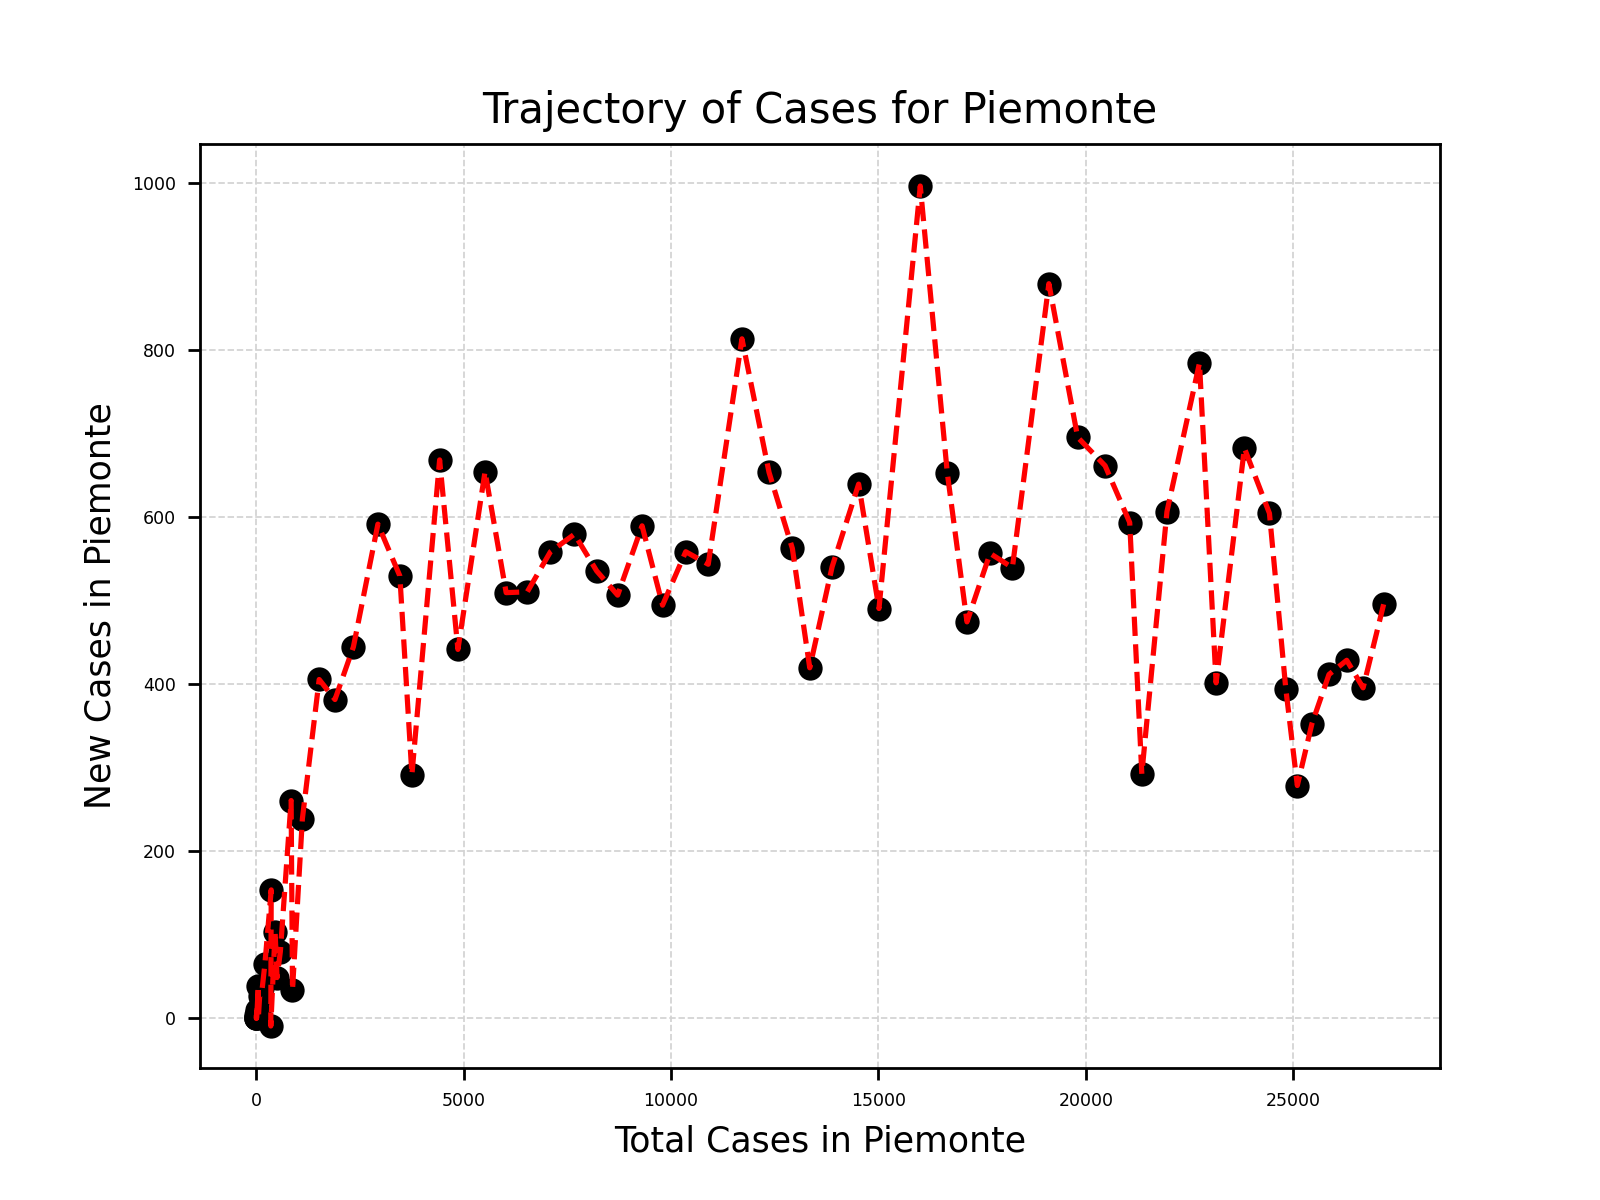 Trajectory of Cases for Piemonte
1000
800
600
400
200
0
New Cases in Piemonte
0 5000 10000 15000 20000 25000
Total Cases in Piemonte